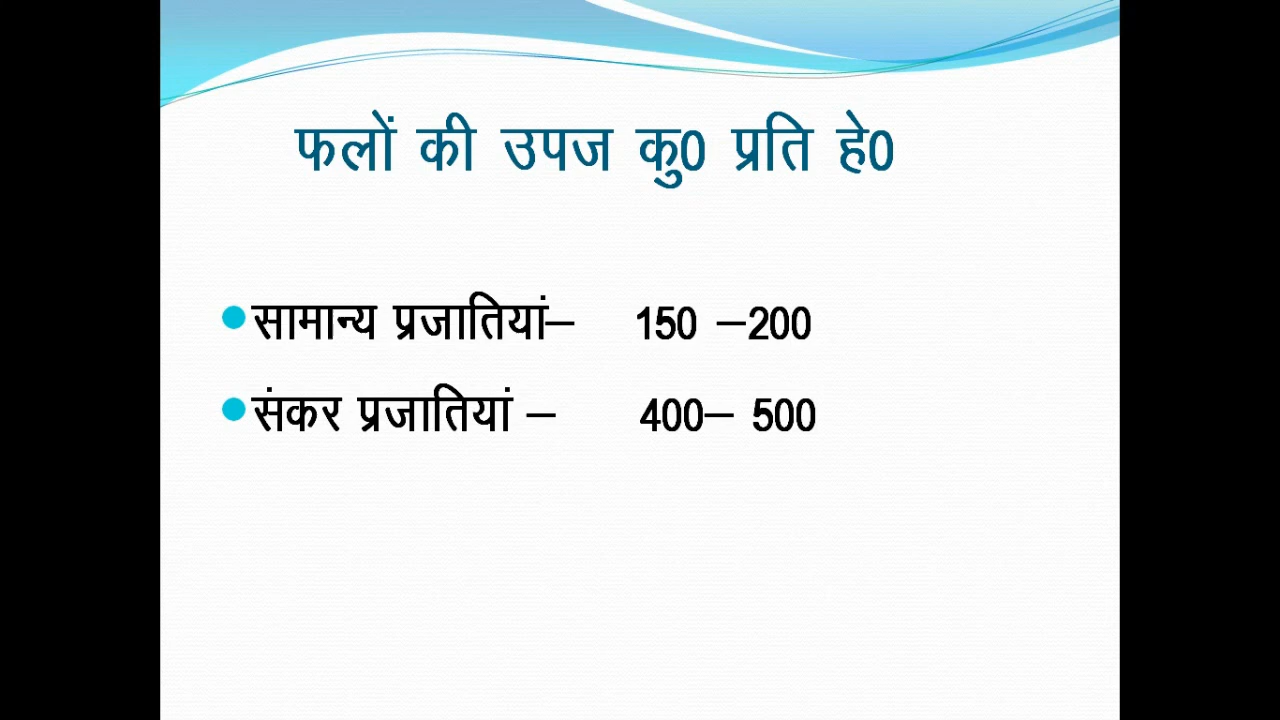 फलों की उपज कु0 प्रति हे0
सामान्य प्रजातियां– 150 –200
संकर प्रजातियां – 400– 500